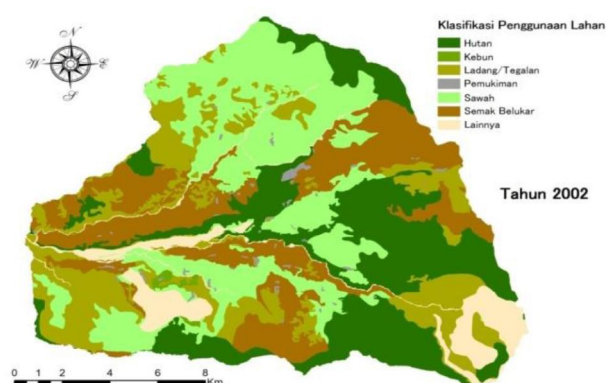 N
W E
S
Klasifikasi Penggunaan Lahan
Hutan
Kebun
Ladang/Tegalan
Pemukiman
Sawah
Semak Belukar
Lainnya
Tahun 2002
0 1 2 4 6 8
Km